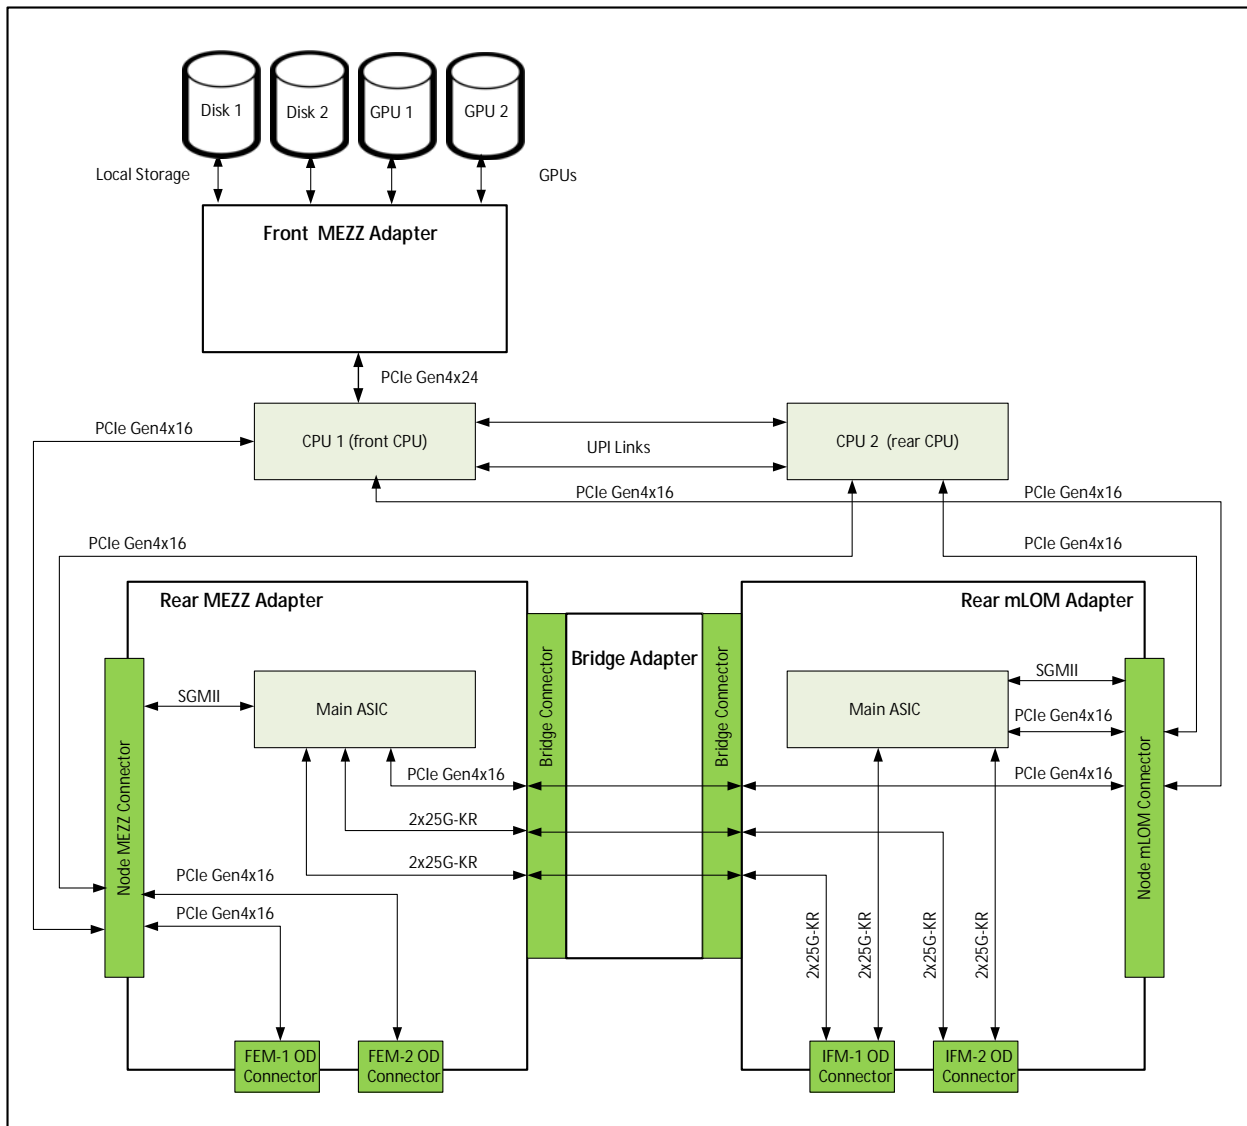 Disk 1
Disk 2
GPU 1
GPU 2
Local Storage
GPUs
Front MEZZ Adapter
PCIe Gen4x24
PCIe Gen4x16
CPU 1 (front CPU)
UPI Links
CPU 2 (rear CPU)
PCIe Gen4x16
PCIe Gen4x16
PCIe Gen4x16
PCIe Gen4x16
Rear MEZZ Adapter
Rear mLOM Adapter
Bridge Adapter
Bridge Connector
Bridge Connector
SGMII
Main ASIC
Main ASIC
SGMII
PCIe Gen4x16
PCIe Gen4x16
PCIe Gen4x16
Node MEZZ Connector
Node mLOM Connector
2x25G-KR
2x25G-KR
PCIe Gen4x16
PCIe Gen4x16
2x25G-KR
2x25G-KR
2x25G-KR
2x25G-KR
FEM-1 OD
Connector
FEM-2 OD
Connector
IFM-1 OD
Connector
IFM-2 OD
Connector